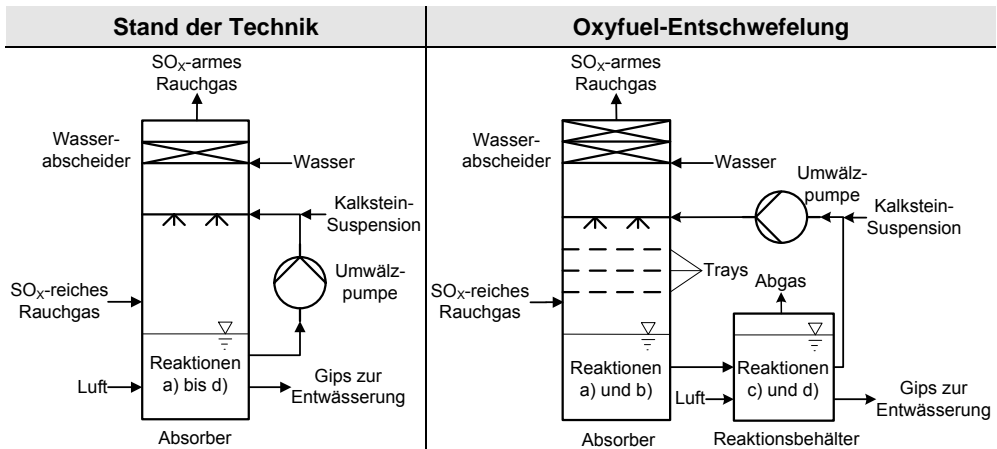 Stand der Technik
SOX-armes
Rauchgas
Wasser-
abscheider
Wasser
Kalkstein-
Suspension
Umwälz-
pumpe
SOX-reiches
Rauchgas
Reaktionen
a) bis d)
Luft
Gips zur
Entwässerung
Absorber
Oxyfuel-Entschwefelung
SOX-armes
Rauchgas
Wasser-
abscheider
Wasser
Umwälz-
pumpe
Kalkstein-
Suspension
Trays
Abgas
SOX-reiches
Rauchgas
Reaktionen
a) und b)
Luft
Reaktionen
c) und d)
Gips zur
Entwässerung
Absorber
Reaktionsbehälter